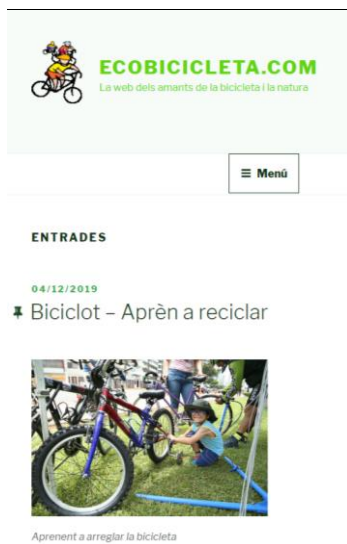 ECOBICICLETA.COM
La web dels amants de la bicicleta i la natura
Menú
ENTRADES
04/12/2019
Biciclot – Aprèn a reciclar
Aprenent a arreglar la bicicleta